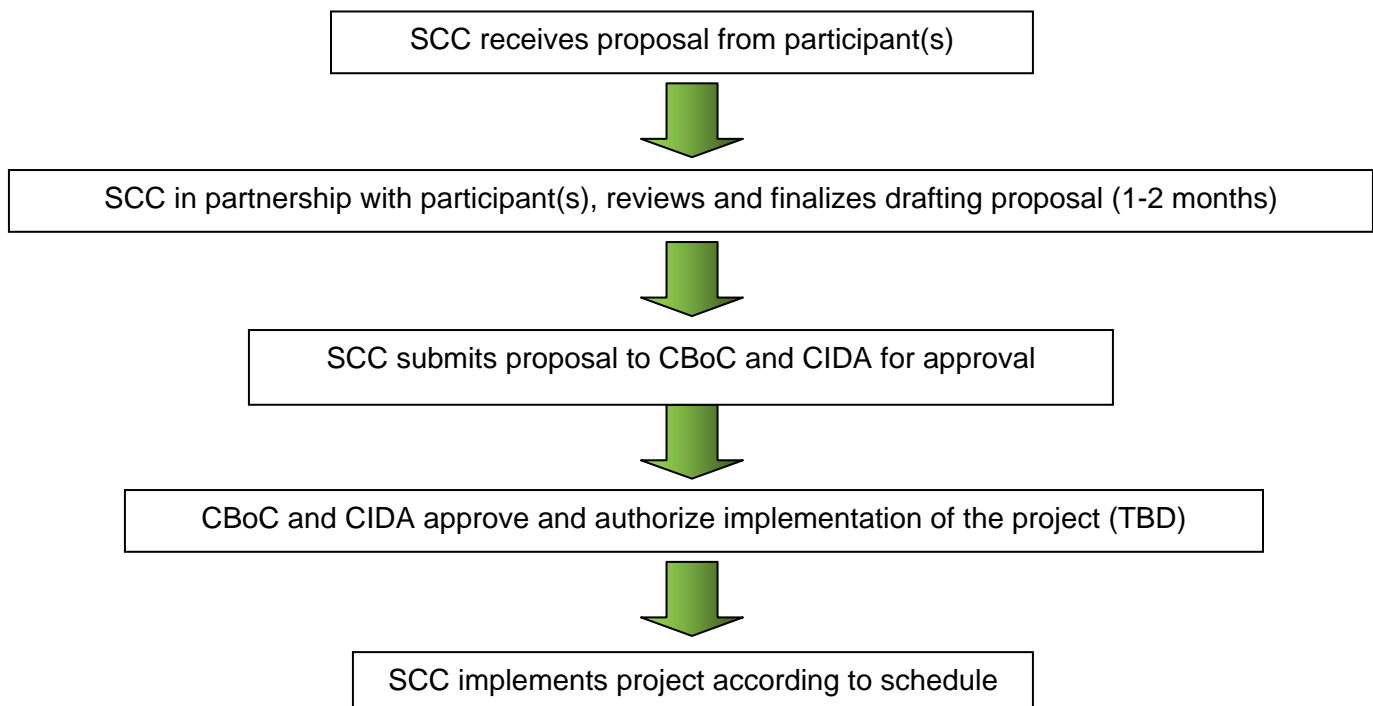 SCC receives proposal from participant(s)
SCC in partnership with participant(s), reviews and finalizes drafting proposal (1-2 months)
SCC submits proposal to CBoC and CIDA for approval
CBoC and CIDA approve and authorize implementation of the project (TBD)
SCC implements project according to schedule